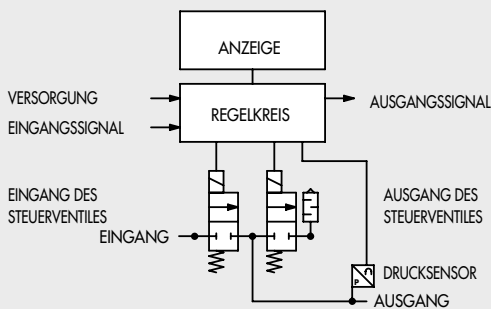 ANZEIGE
VERSORGUNG
REGELKREIS
AUSGANGSSIGNAL
EINGANGSSIGNAL
EINGANG DES
STEUERVENTILES
AUSGANG DES
STEUERVENTILES
EINGANG
DRUCKSENSOR
P
AUSGANG